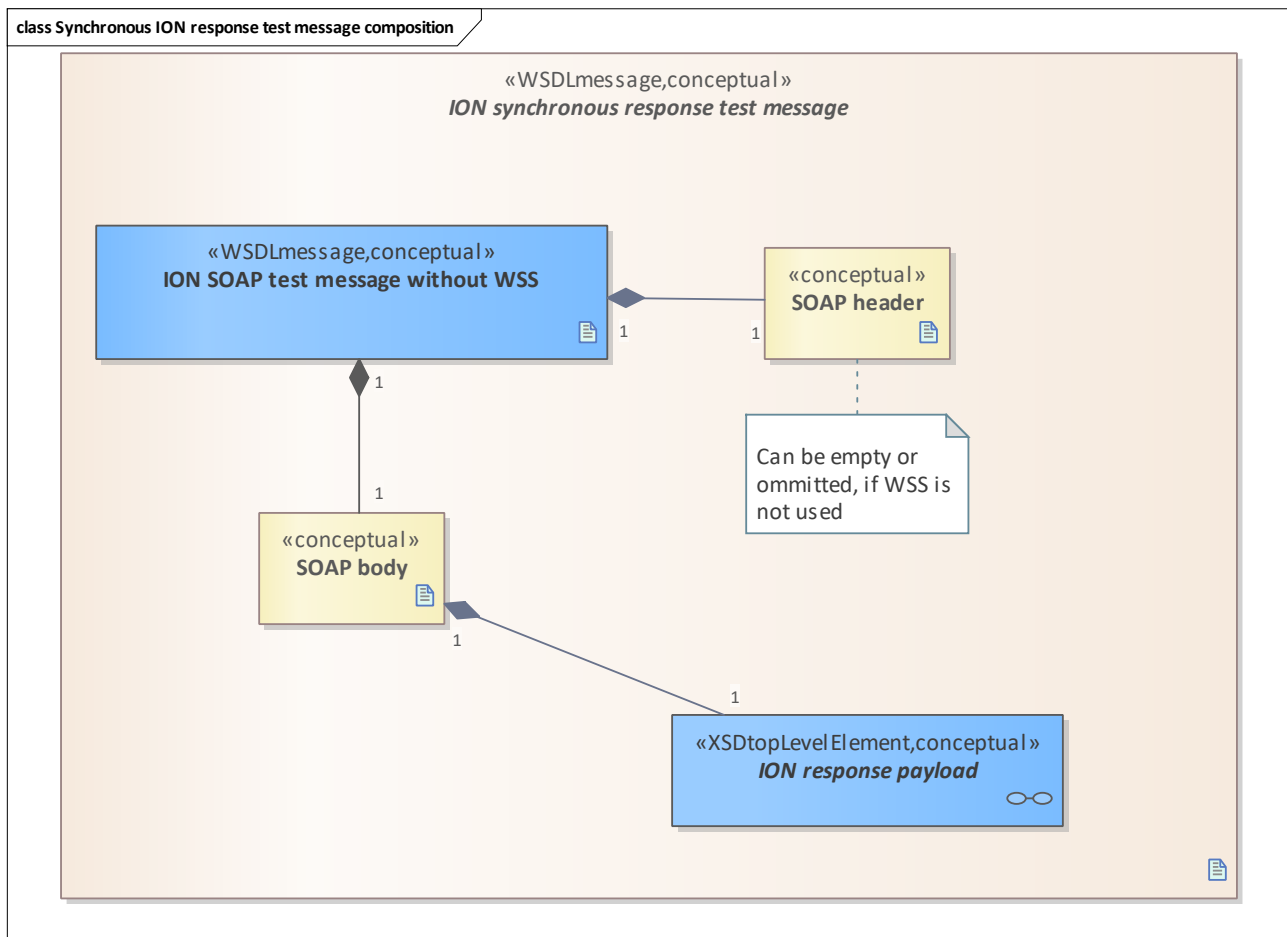 class Synchronous ION response test message composition
«WSDLmessage,conceptual»
ION synchronous response test message
«WSDLmessage,conceptual»
ION SOAP test message without WSS
«conceptual»
SOAP header
1
1
1
Can be empty or
ommitted, if WSS is
not used
1
«conceptual»
SOAP body
1
1
«XSDtopLevelElement,conceptual»
ION response payload